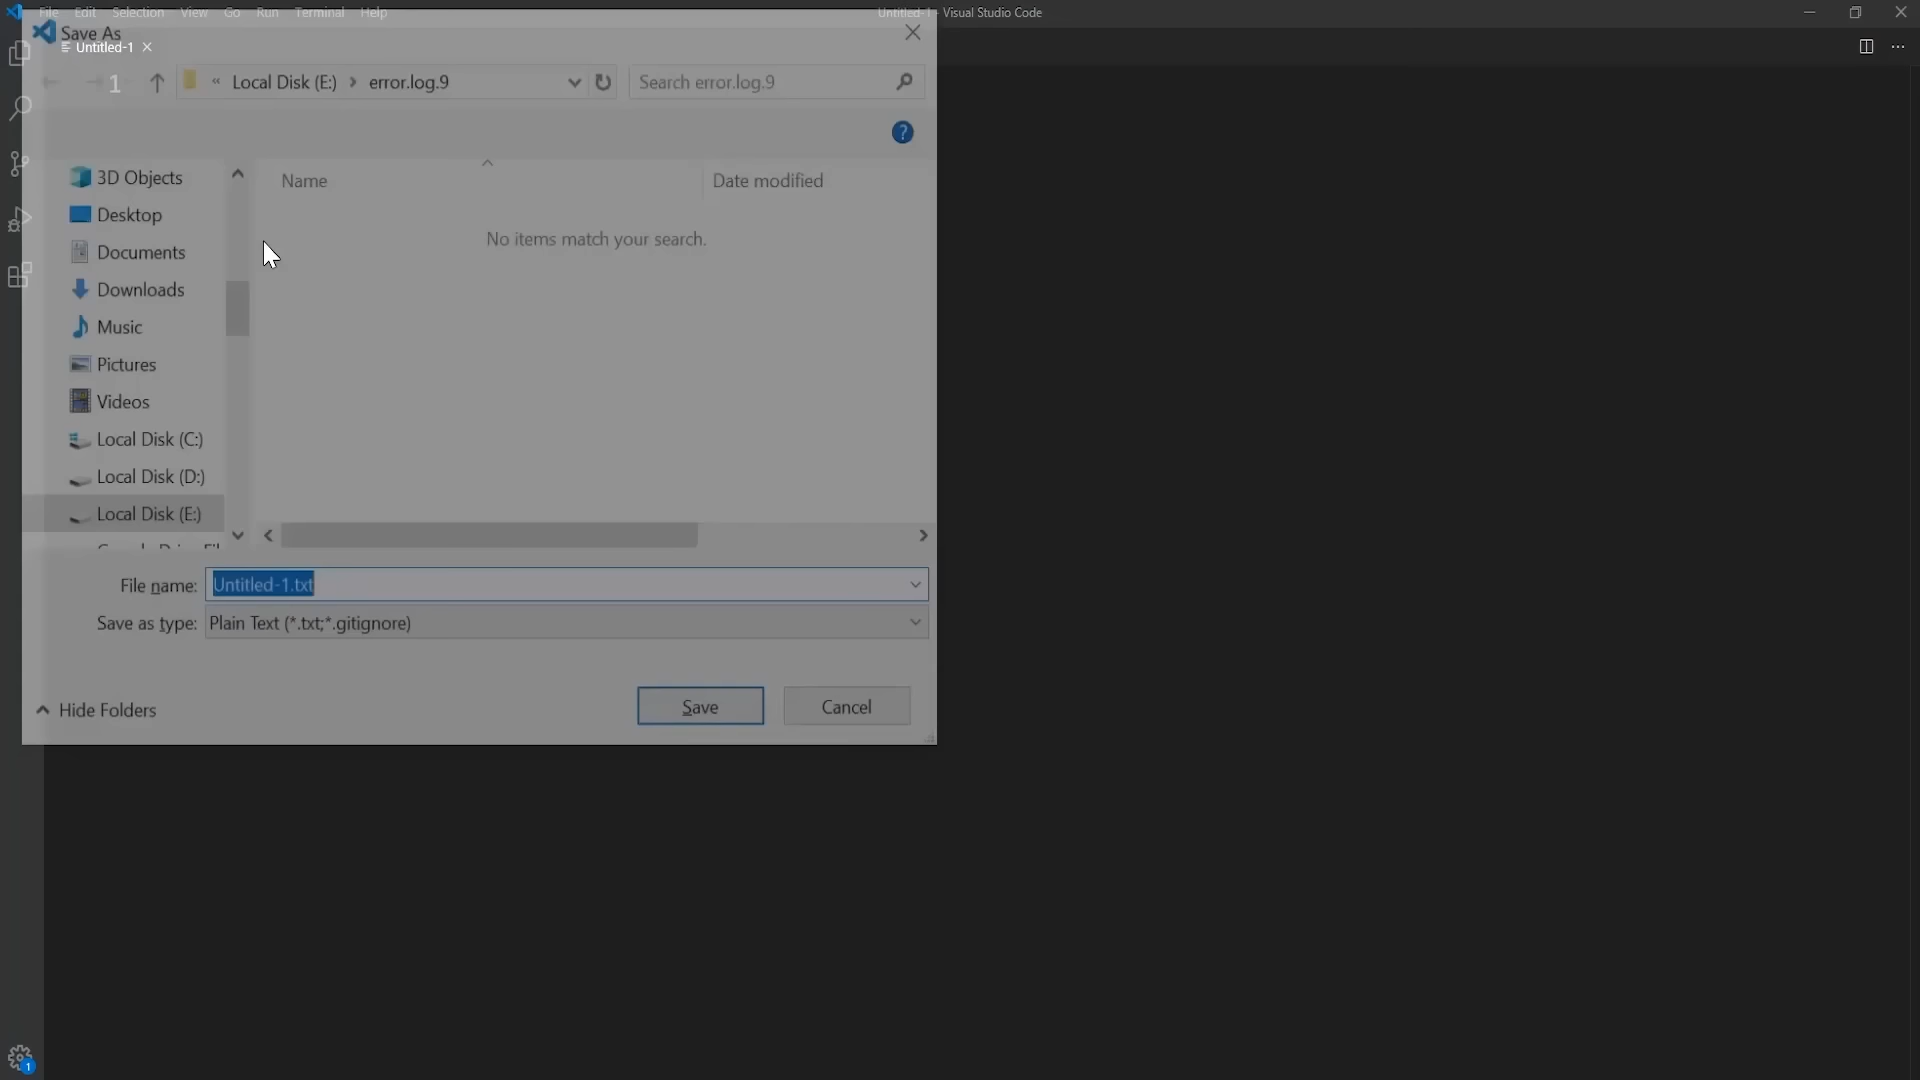 File Edit Selection View Go Run Terminal Help
Untitled-1 - Visual Studio Code
Save As
Untitled-1
1
« Local Disk (E:) > error.log.9
Search error.log.9
?
Name
Date modified
No items match your search.
3D Objects
Desktop
Documents
Downloads
Music
Pictures
Videos
Local Disk (C:)
Local Disk (D:)
Local Disk (E:)
File name: Untitled-1.txt
Save as type: Plain Text (*.txt;*.gitignore)
Hide Folders
Save
Cancel
1